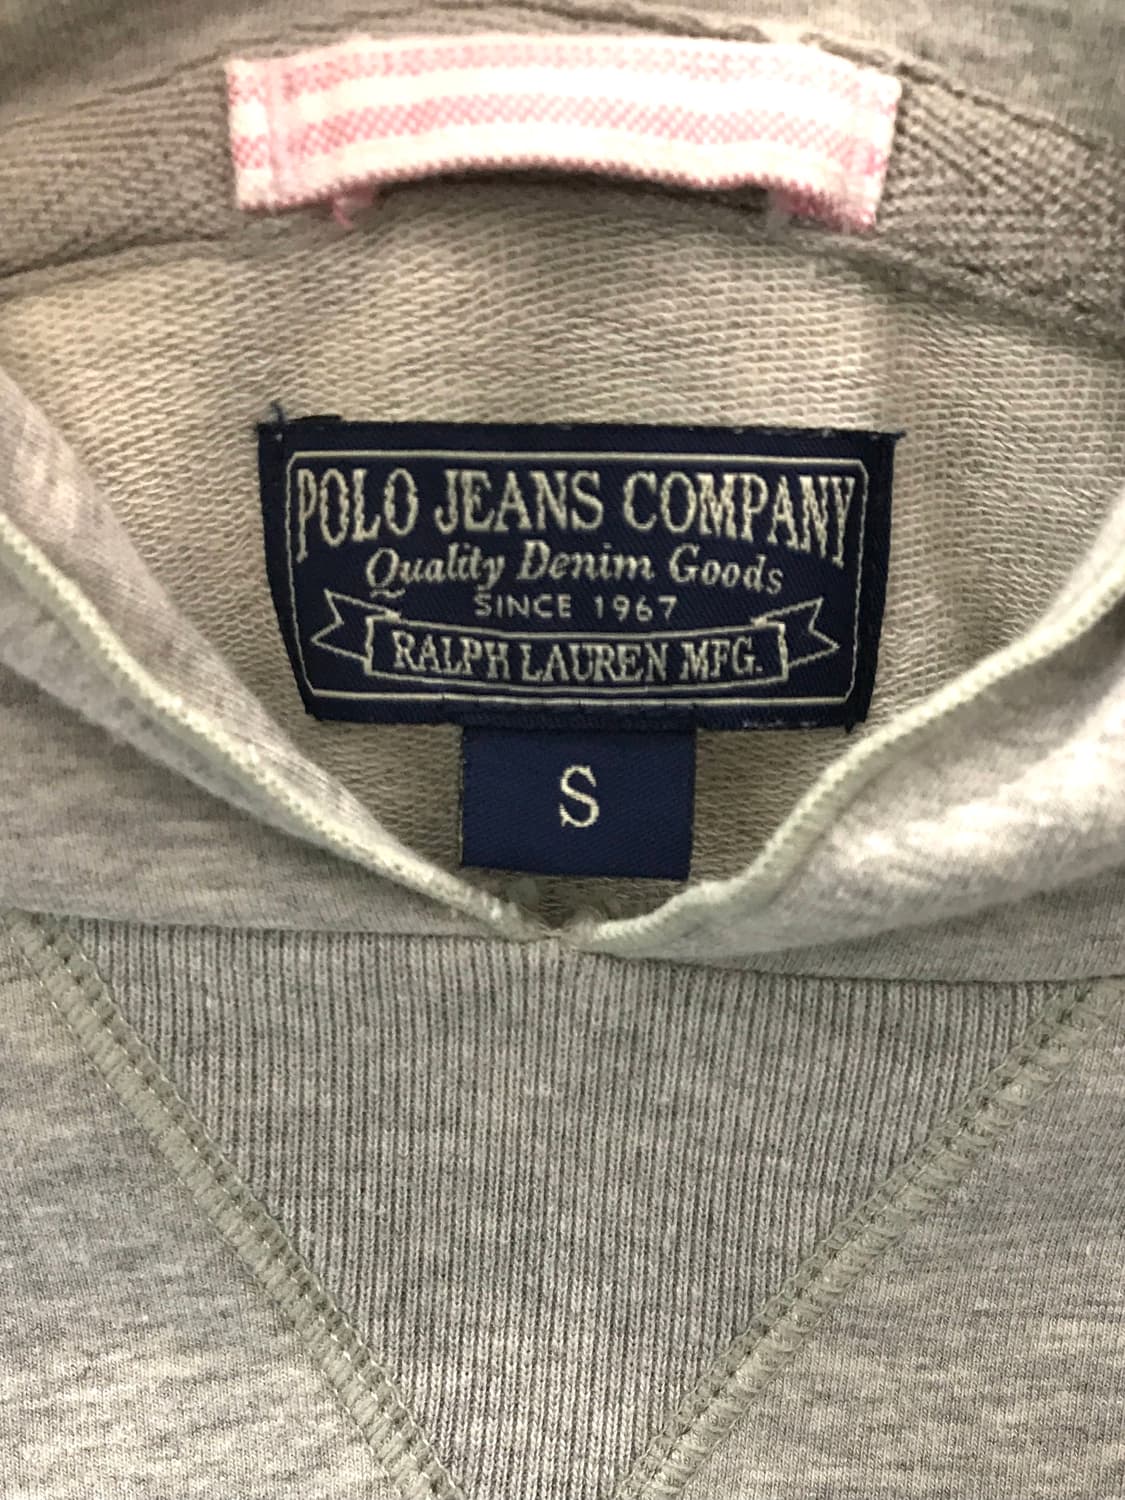 POLO JEANS COMPANY
Quality Denim Goods
SINCE 1967
RALPH LAUREN MFG.
S